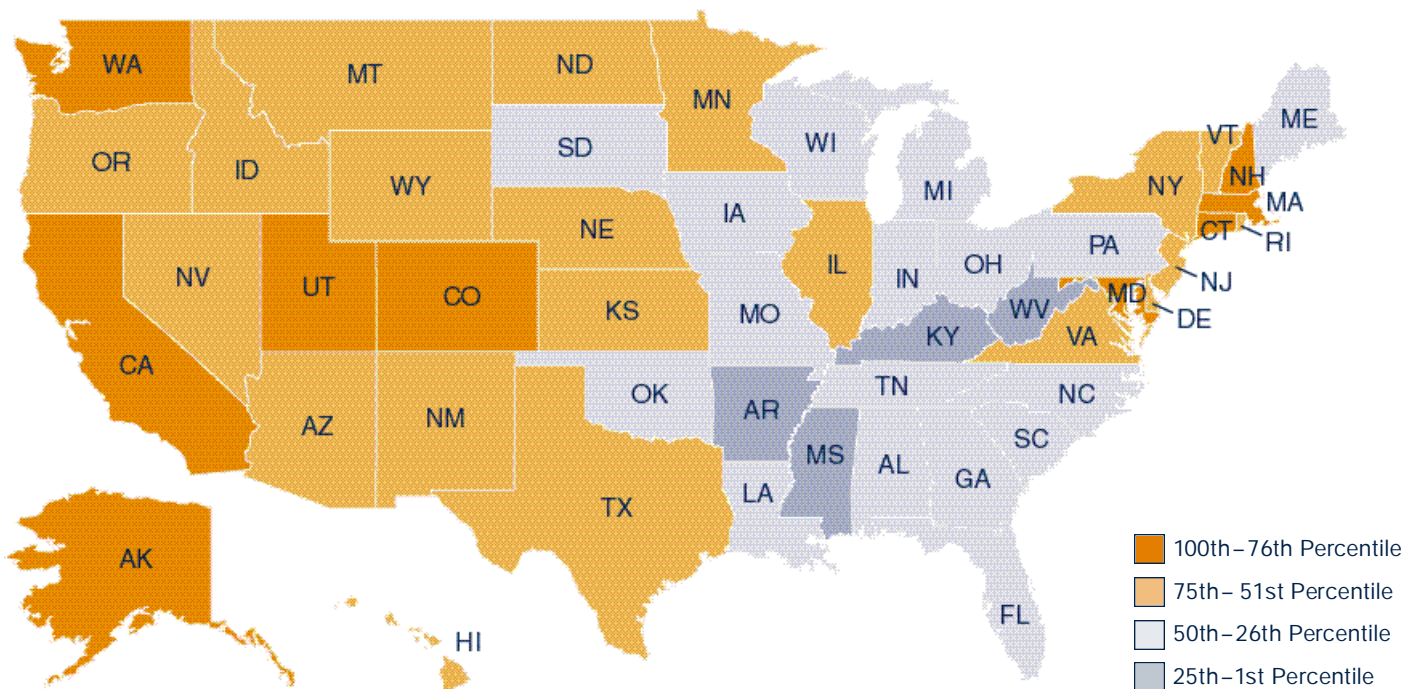 WA
MT
ND
MN
OR
ID
WY
SD
WI
MI
NY
VT
NH
ME
MA
CT
RI
NV
UT
CO
NE
IA
IL
IN
OH
PA
NJ
CA
KS
MO
KY
WV
MD
DE
VA
AZ
NM
OK
AR
TN
NC
TX
LA
MS
AL
GA
SC
AK
HI
FL
100th–76th Percentile
75th–51st Percentile
50th–26th Percentile
25th–1st Percentile